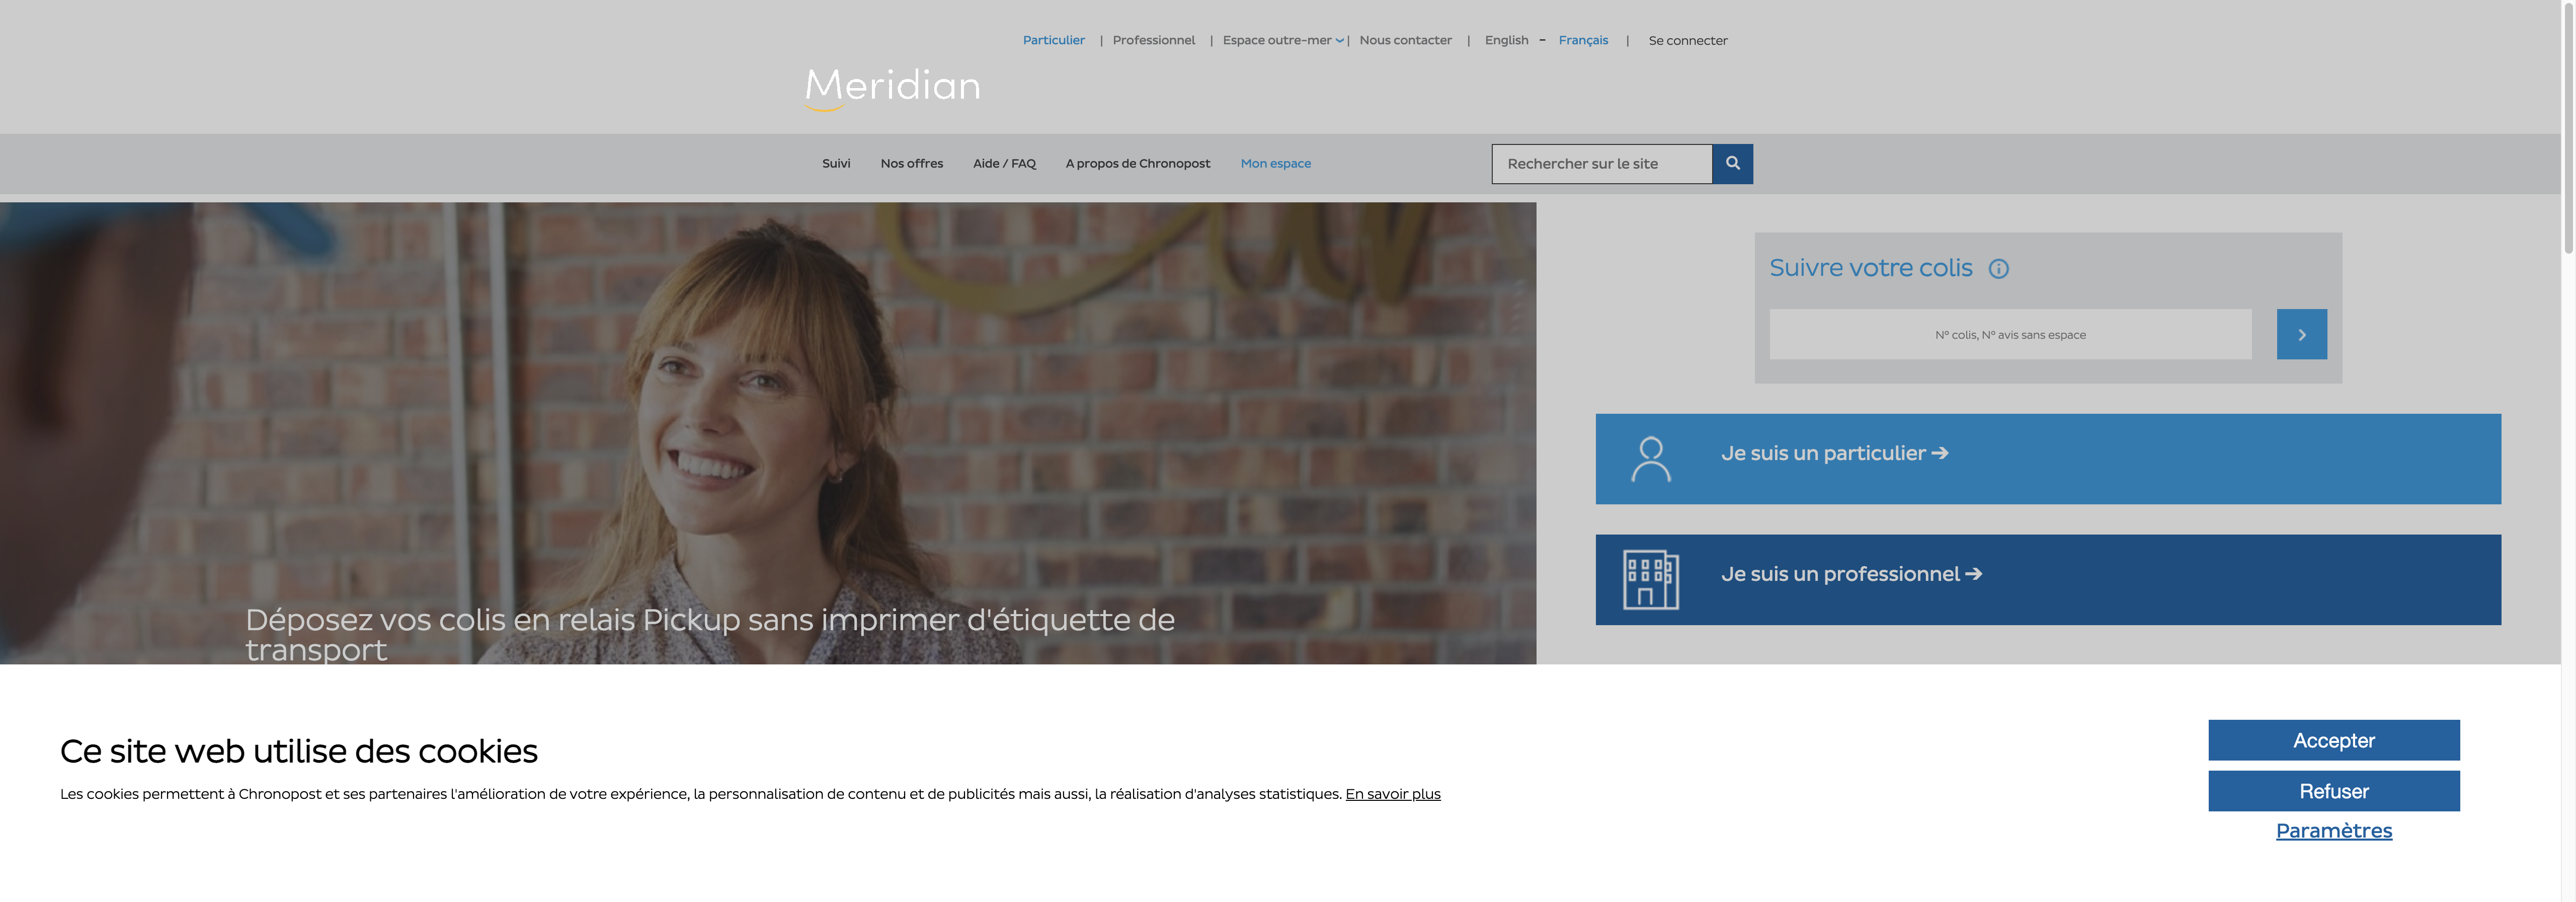 Particulier | Professionnel | Espace outre-mer | Nous contacter | English - Français | Se connecter
Meridian
Suivi Nos offres Aide / FAQ A propos de Chronopost Mon espace Rechercher sur le site
Suivre votre colis
N° colis, N° avis sans espace
Je suis un particulier →
Je suis un professionnel →
Déposez vos colis en relais Pickup sans imprimer d'étiquette de
transport
Ce site web utilise des cookies
Les cookies permettent à Chronopost et ses partenaires l'amélioration de votre expérience, la personnalisation de contenu et de publicités mais aussi, la réalisation d'analyses statistiques. En savoir plus
Accepter
Refuser
Paramètres